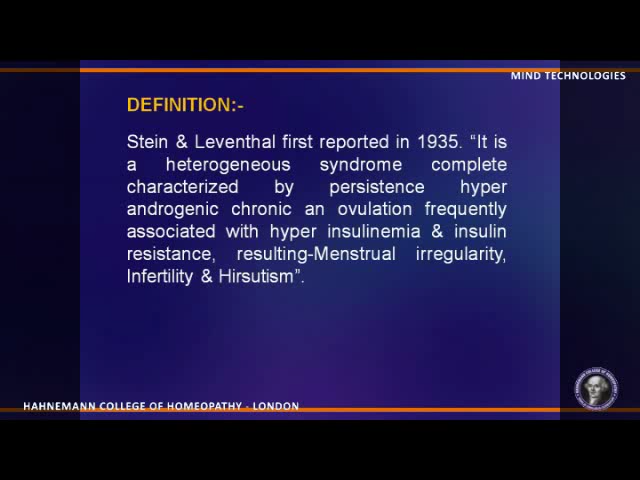 MIND TECHNOLOGIES
DEFINITION:-
Stein & Leventhal first reported in 1935. “It is
a heterogeneous syndrome complete
characterized by persistence hyper
androgenic chronic an ovulation frequently
associated with hyper insulinemia & insulin
resistance, resulting-Menstrual irregularity,
Infertility & Hirsutism”.
HAHNEMANN COLLEGE OF HOMEOPATHY - LONDON